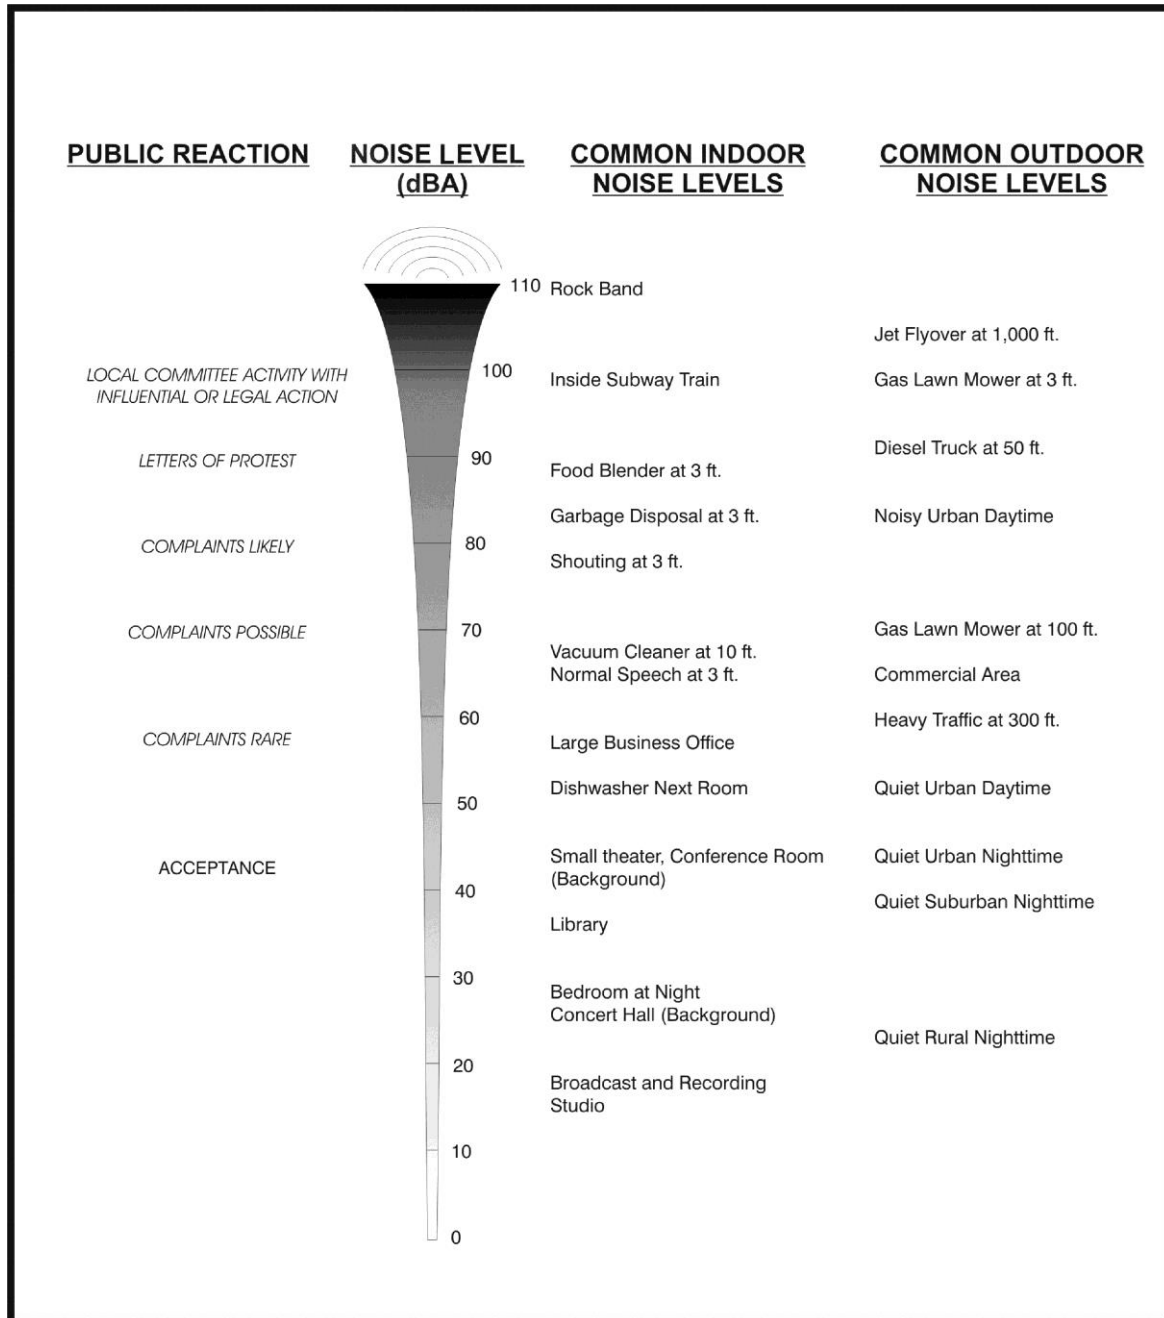 PUBLIC REACTION
NOISE LEVEL
(dBA)
COMMON INDOOR
NOISE LEVELS
COMMON OUTDOOR
NOISE LEVELS
110 Rock Band
Jet Flyover at 1,000 ft.
LOCAL COMMITTEE ACTIVITY WITH
INFLUENTIAL OR LEGAL ACTION
100
Inside Subway Train
Gas Lawn Mower at 3 ft.
Diesel Truck at 50 ft.
LETTERS OF PROTEST
90
Food Blender at 3 ft.
Garbage Disposal at 3 ft.
Noisy Urban Daytime
COMPLAINTS LIKELY
80
Shouting at 3 ft.
COMPLAINTS POSSIBLE
70
Gas Lawn Mower at 100 ft.
Vacuum Cleaner at 10 ft.
Normal Speech at 3 ft.
Commercial Area
60
Heavy Traffic at 300 ft.
COMPLAINTS RARE
Large Business Office
Dishwasher Next Room
Quiet Urban Daytime
50
ACCEPTANCE
Small theater, Conference Room
(Background)
Quiet Urban Nighttime
40
Quiet Suburban Nighttime
Library
30
Bedroom at Night
Concert Hall (Background)
Quiet Rural Nighttime
20
Broadcast and Recording
Studio
10
0